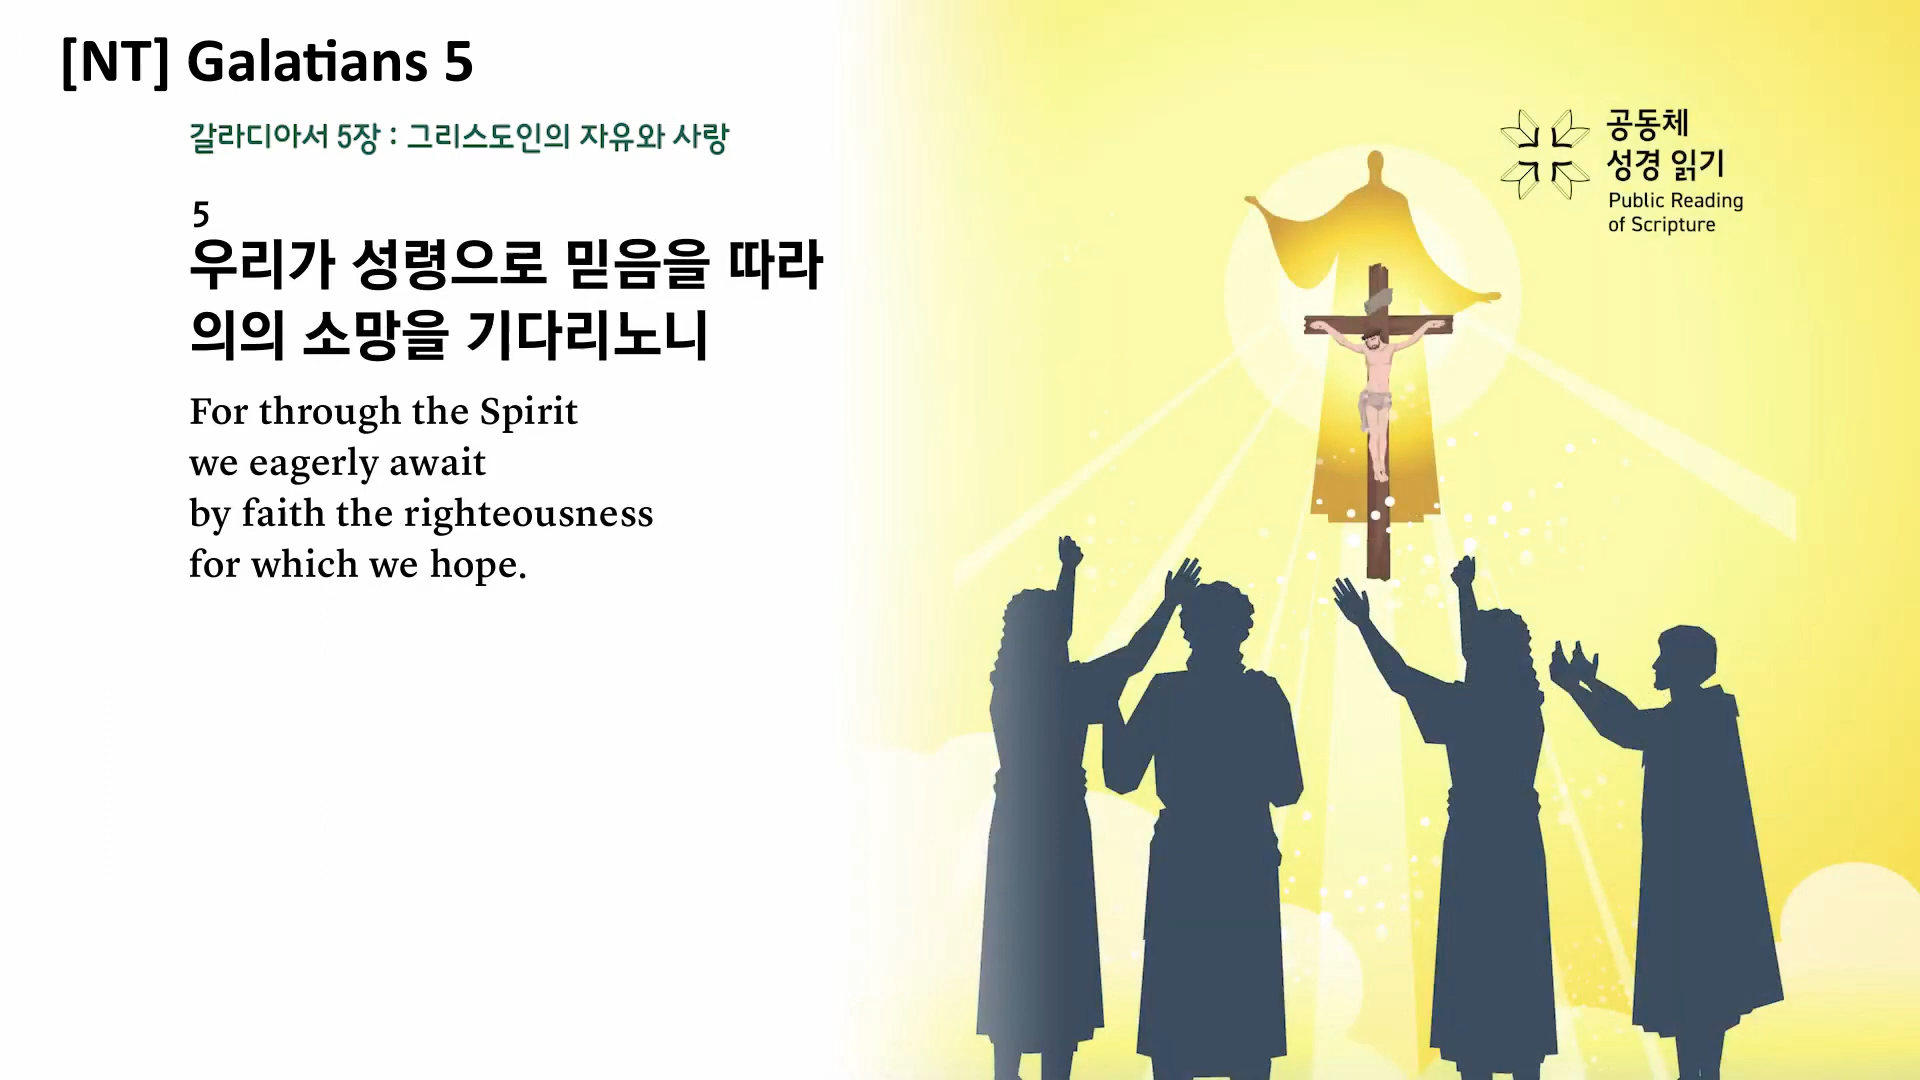 [NT] Galatians 5
갈라디아서 5장 : 그리스도인의 자유와 사랑
5
우리가 성령으로 믿음을 따라
의의 소망을 기다리노니
For through the Spirit
we eagerly await
by faith the righteousness
for which we hope.
공동체
성경 읽기
Public Reading
of Scripture